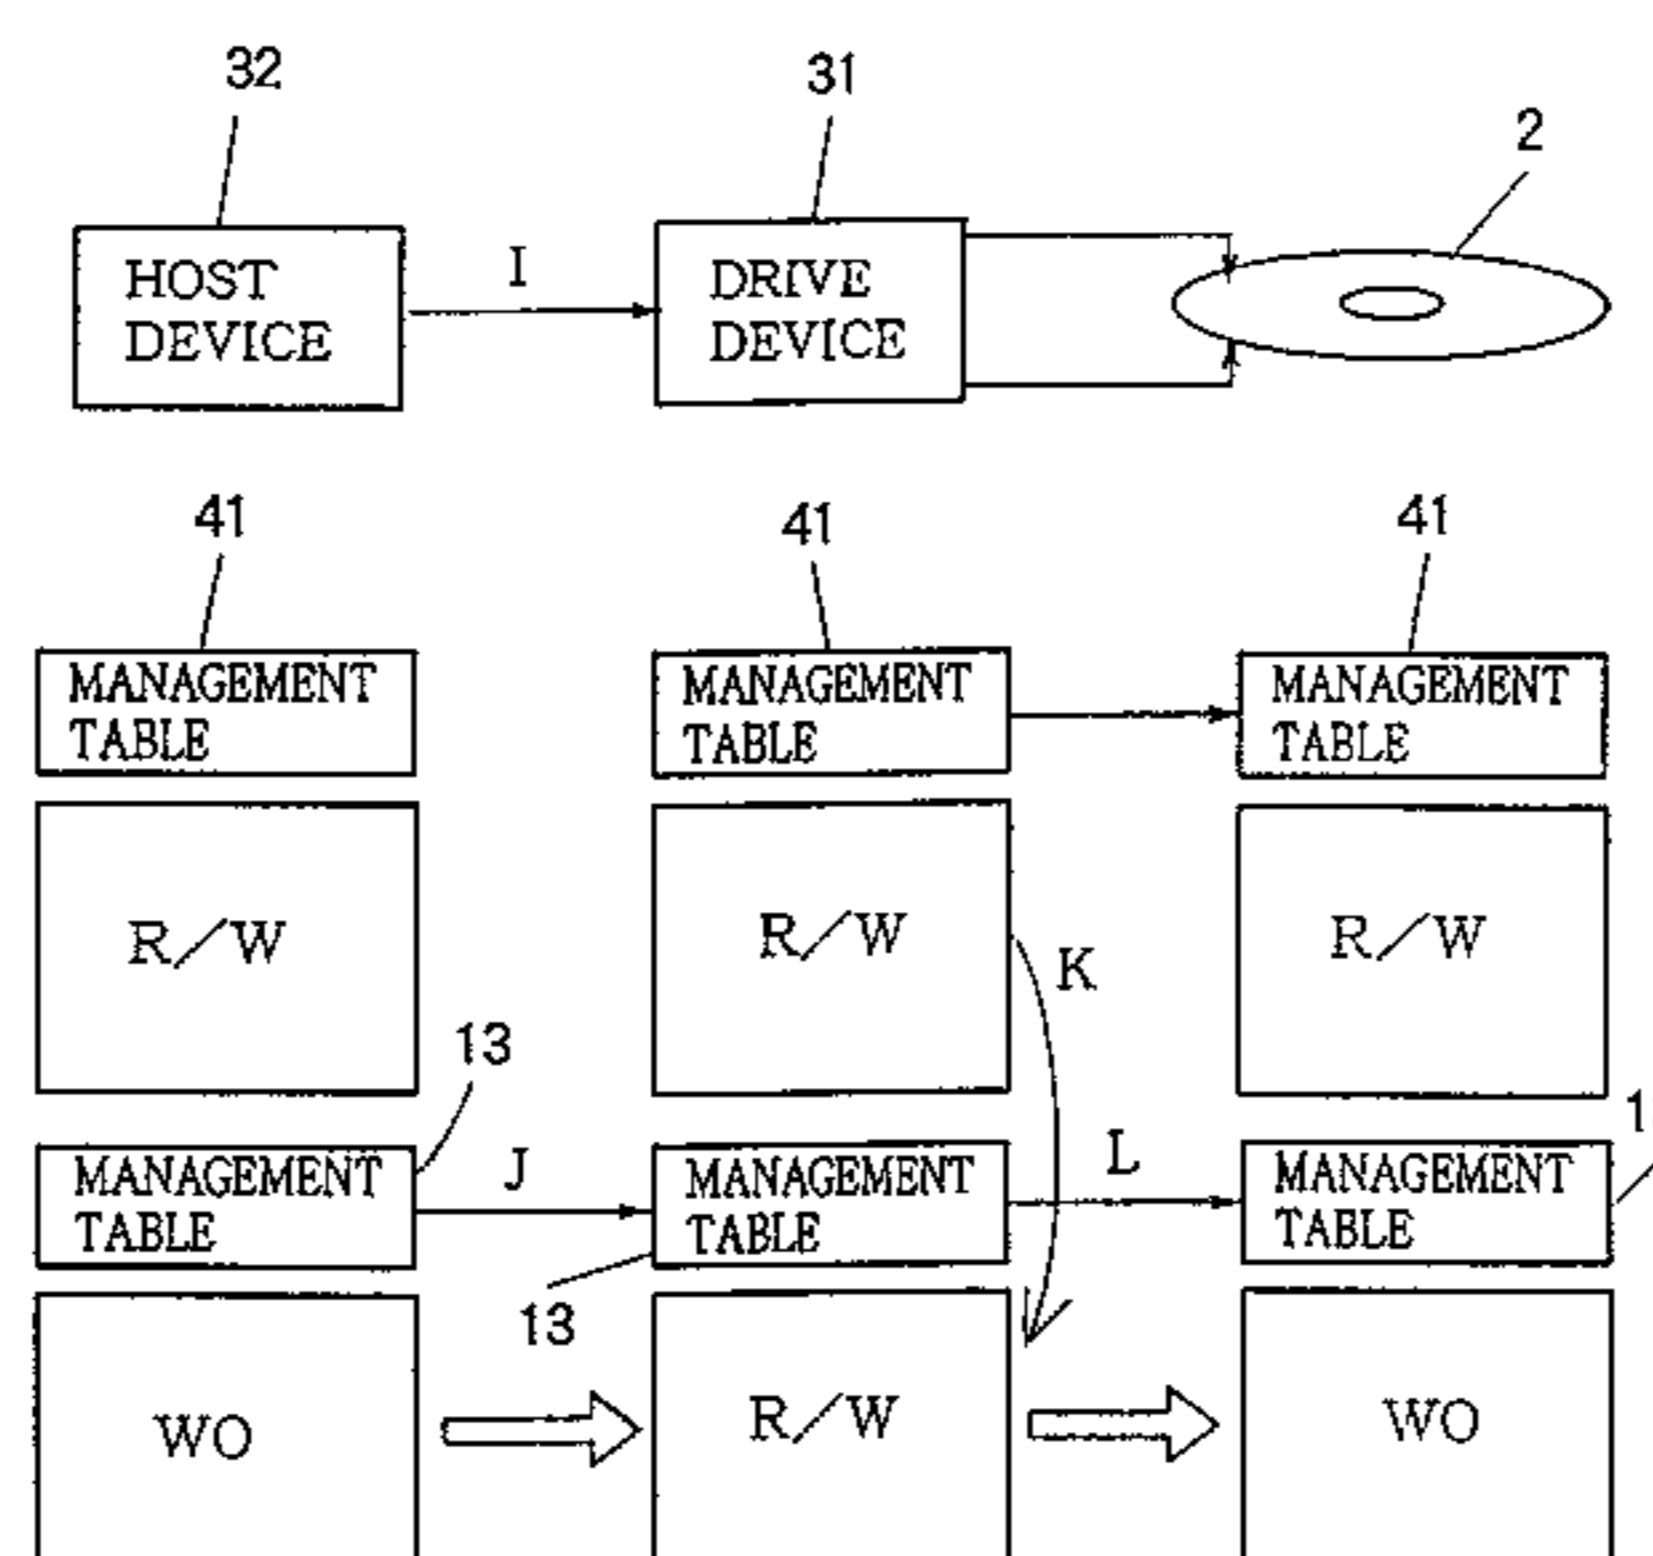 32
31
2
HOST
DEVICE
I
DRIVE
DEVICE
41
41
41
MANAGEMENT
TABLE
MANAGEMENT
TABLE
MANAGEMENT
TABLE
R/W
R/W
K
R/W
13
MANAGEMENT
TABLE
J
MANAGEMENT
TABLE
L
MANAGEMENT
TABLE
13
WO
R/W
WO